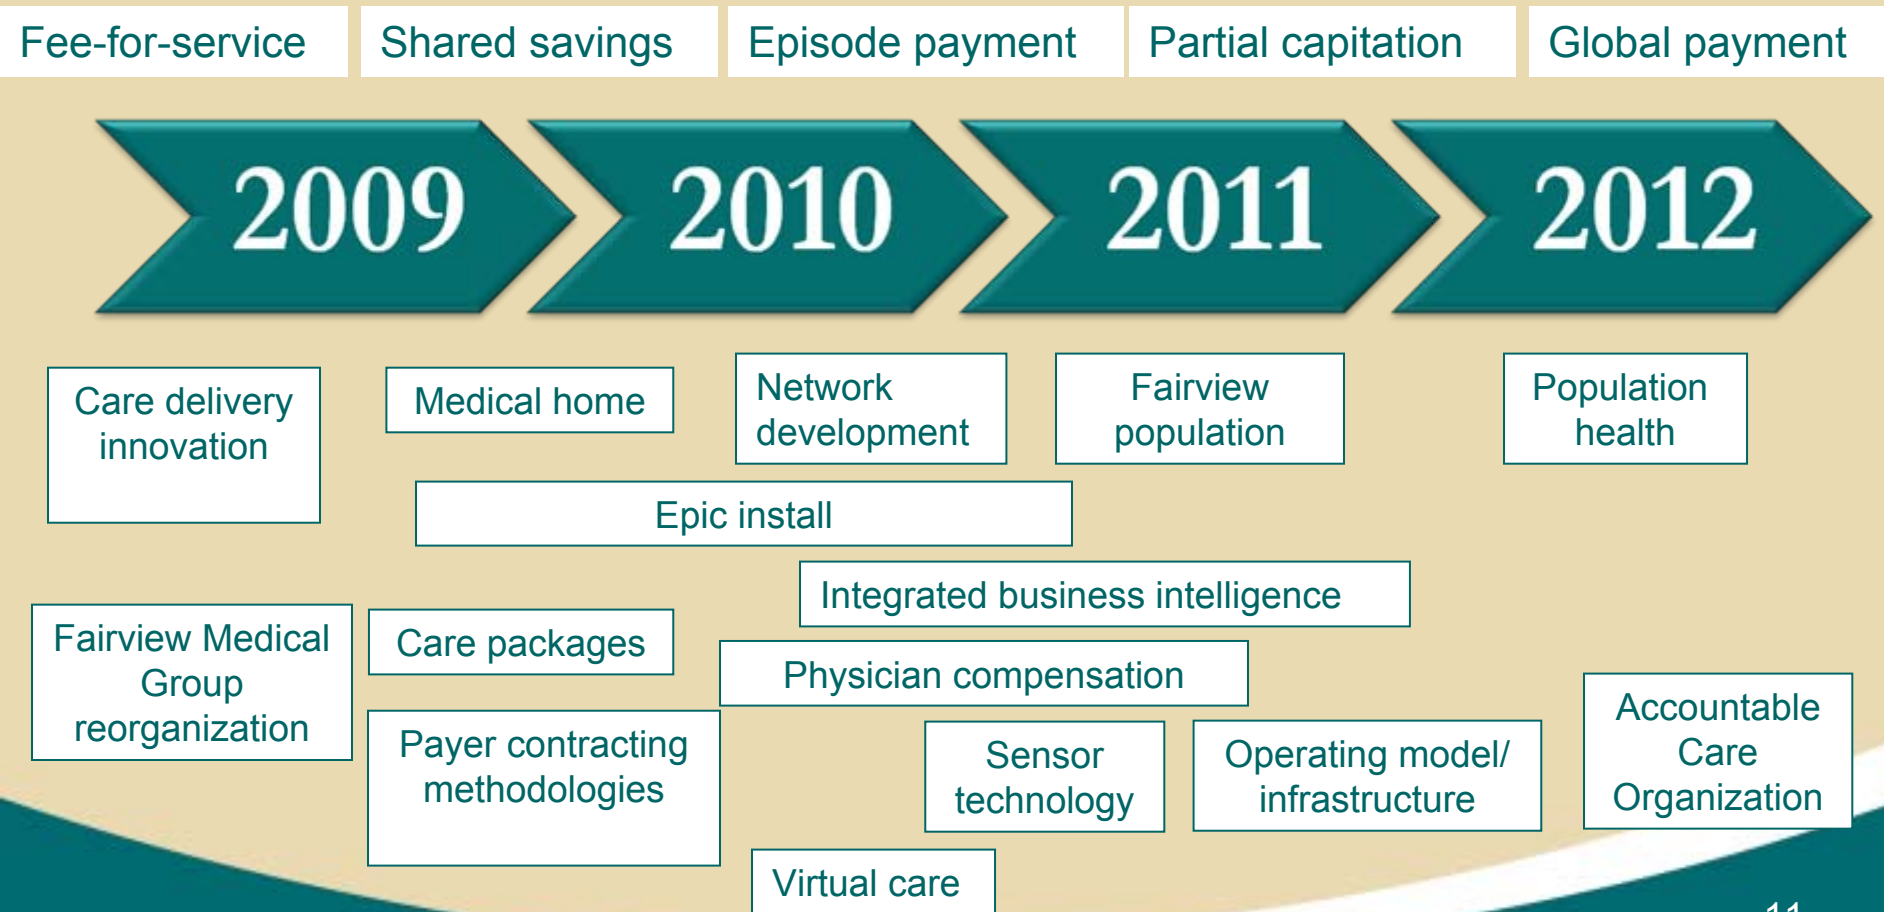 Fee-for-service
Shared savings
Episode payment
Partial capitation
Global payment
2009
2010
2011
2012
Care delivery
innovation
Medical home
Network
development
Fairview
population
Population
health
Epic install
Integrated business intelligence
Fairview Medical
Group
reorganization
Care packages
Physician compensation
Payer contracting
methodologies
Sensor
technology
Operating model/
infrastructure
Accountable
Care
Organization
Virtual care
11